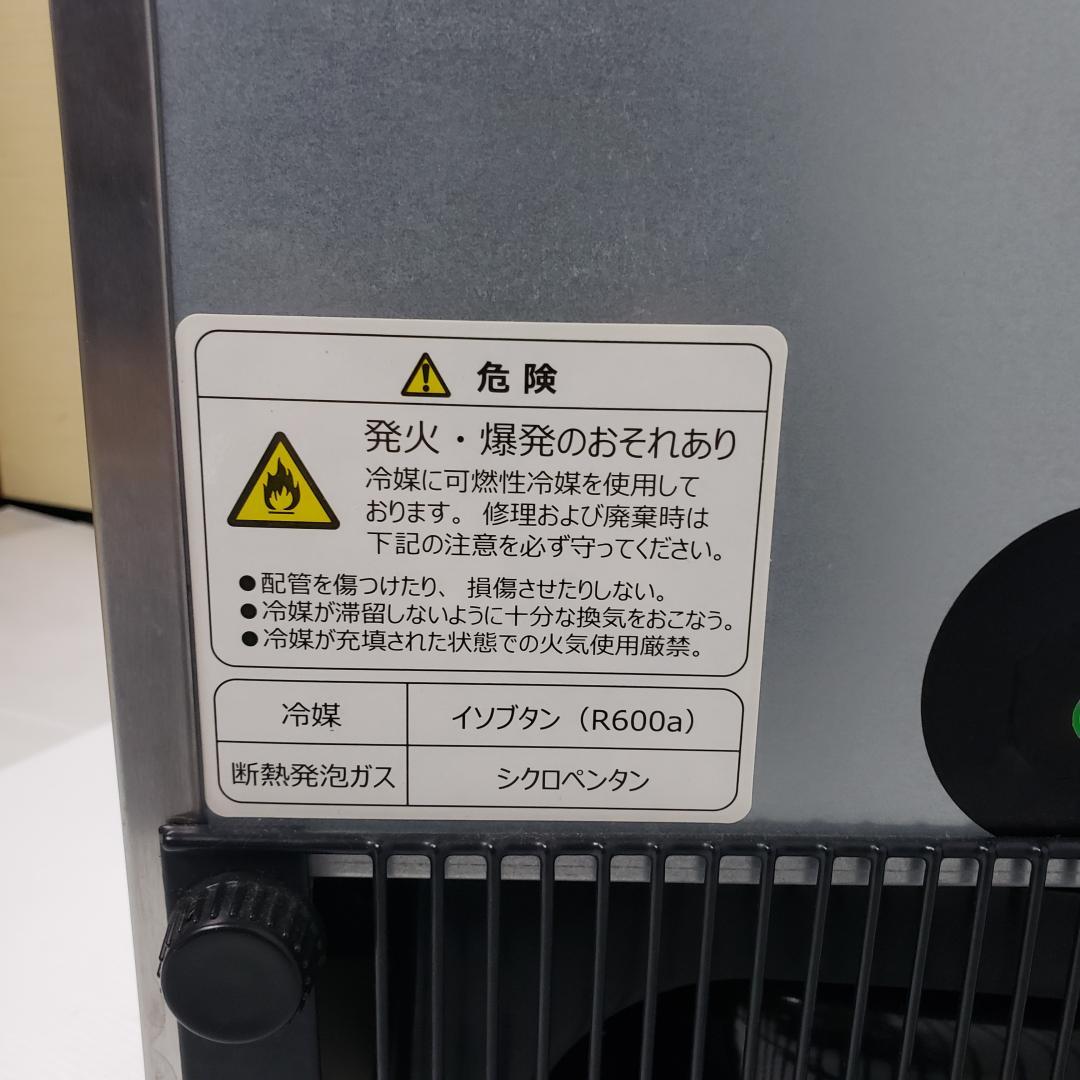 危険
発火・爆発のおそれあり
冷媒に可燃性冷媒を使用して
おります。修理および廃棄時は
下記の注意を必ず守ってください。
●配管を傷つけたり、損傷させたりしない。
●冷媒が滞留しないように十分な換気をおこなう。
●冷媒が充填された状態での火気使用厳禁。
冷媒 イソブタン（R600a）
断熱発泡ガス シクロペンタン